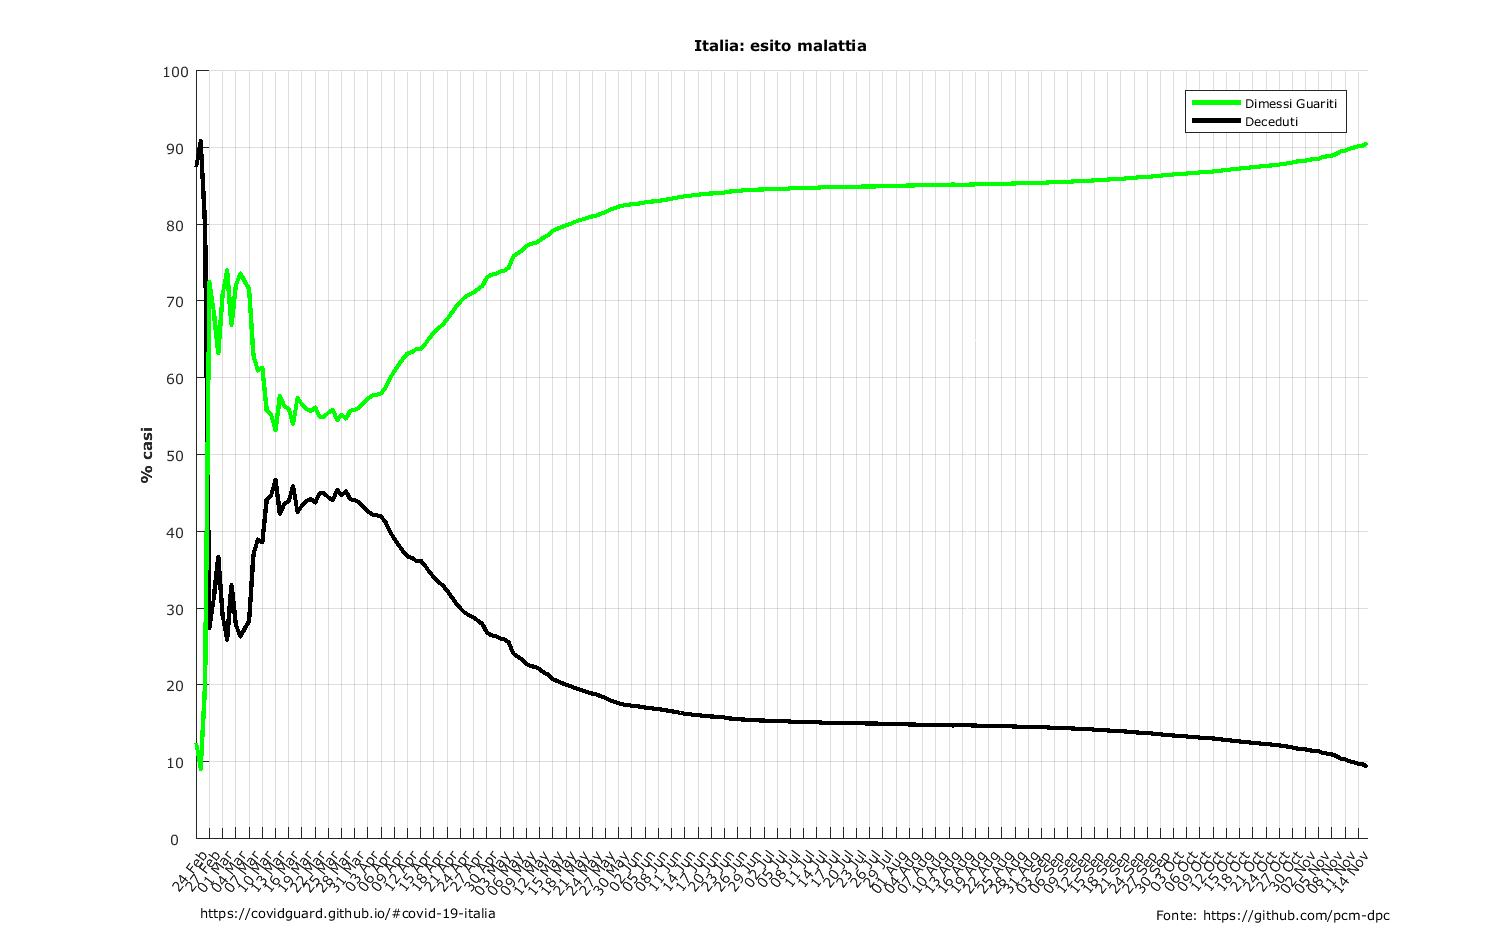 Italia: esito malattia
Dimessi Guariti
Deceduti
% casi
100
90
80
70
60
50
40
30
20
10
0
24 Feb
27 Feb
01 Mar
04 Mar
07 Mar
10 Mar
13 Mar
16 Mar
19 Mar
22 Mar
25 Mar
28 Mar
31 Mar
03 Apr
06 Apr
09 Apr
12 Apr
15 Apr
18 Apr
21 Apr
24 Apr
27 Apr
30 Apr
03 May
06 May
09 May
12 May
15 May
18 May
21 May
24 May
27 May
30 May
02 Jun
05 Jun
08 Jun
11 Jun
14 Jun
17 Jun
20 Jun
23 Jun
26 Jun
29 Jun
02 Jul
05 Jul
08 Jul
11 Jul
14 Jul
17 Jul
20 Jul
23 Jul
26 Jul
29 Jul
01 Aug
04 Aug
07 Aug
10 Aug
13 Aug
16 Aug
19 Aug
22 Aug
25 Aug
28 Aug
31 Aug
03 Sep
06 Sep
09 Sep
12 Sep
15 Sep
18 Sep
21 Sep
24 Sep
27 Sep
30 Sep
03 Oct
06 Oct
09 Oct
12 Oct
15 Oct
18 Oct
21 Oct
24 Oct
27 Oct
30 Oct
02 Nov
05 Nov
08 Nov
11 Nov
14 Nov
https://covidguard.github.io/#covid-19-italia
Fonte: https://github.com/pcm-dpc